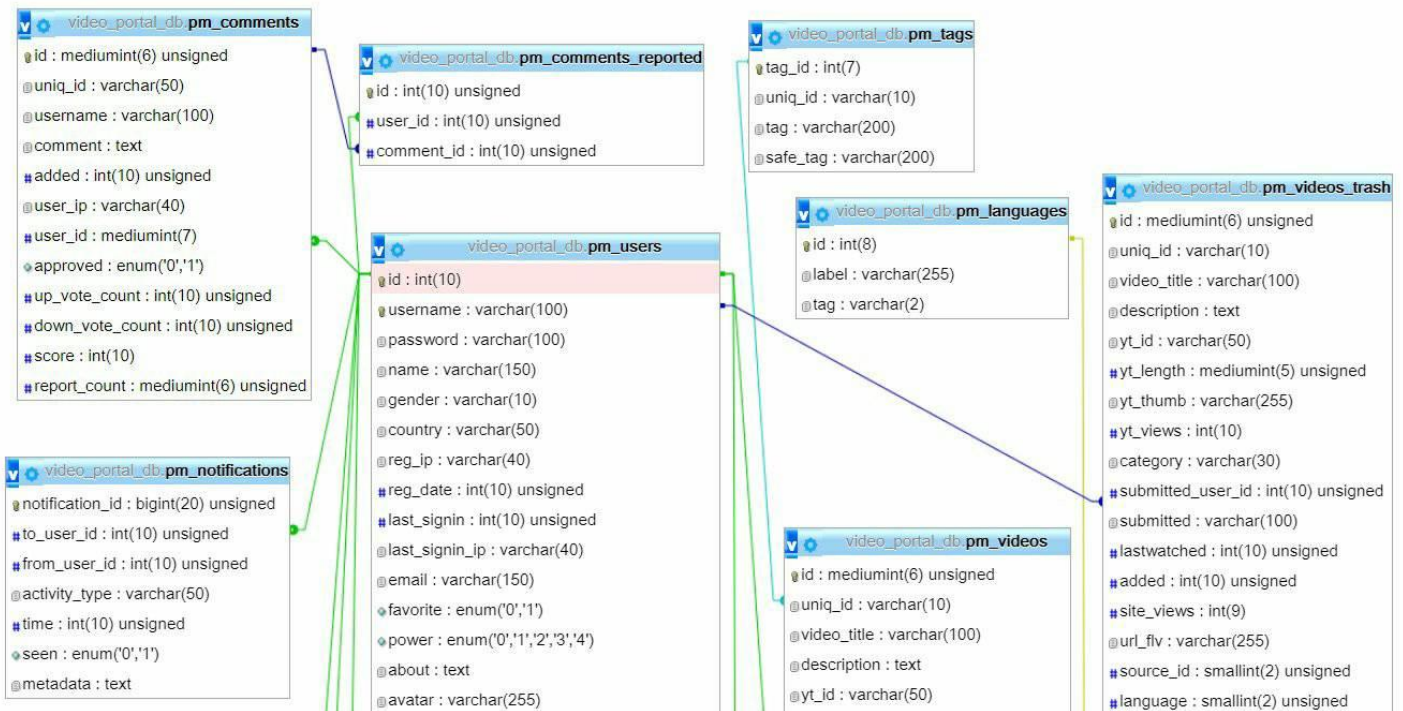 video_portal_db.pm_comments
id : mediumint(6) unsigned
uniq_id : varchar(50)
username : varchar(100)
comment : text
added : int(10) unsigned
user_ip : varchar(40)
user_id : mediumint(7)
approved : enum('0','1')
up_vote_count : int(10) unsigned
down_vote_count : int(10) unsigned
score : int(10)
report_count : mediumint(6) unsigned
video_portal_db.pm_comments_reported
id : int(10) unsigned
user_id : int(10) unsigned
comment_id : int(10) unsigned
video_portal_db.pm_tags
tag_id : int(7)
uniq_id : varchar(10)
tag : varchar(200)
safe_tag : varchar(200)
video_portal_db.pm_languages
id : int(8)
label : varchar(255)
tag : varchar(2)
video_portal_db.pm_videos_trash
id : mediumint(6) unsigned
uniq_id : varchar(10)
video_title : varchar(100)
description : text
yt_id : varchar(50)
yt_length : mediumint(5) unsigned
yt_thumb : varchar(255)
yt_views : int(10)
category : varchar(30)
submitted_user_id : int(10) unsigned
submitted : varchar(100)
lastwatched : int(10) unsigned
added : int(10) unsigned
site_views : int(9)
url_flv : varchar(255)
source_id : smallint(2) unsigned
language : smallint(2) unsigned
video_portal_db.pm_users
id : int(10)
username : varchar(100)
password : varchar(100)
name : varchar(150)
gender : varchar(10)
country : varchar(50)
reg_ip : varchar(40)
reg_date : int(10) unsigned
last_signin : int(10) unsigned
last_signin_ip : varchar(40)
email : varchar(150)
favorite : enum('0','1')
power : enum('0','1','2','3','4')
about : text
avatar : varchar(255)
video_portal_db.pm_notifications
notification_id : bigint(20) unsigned
to_user_id : int(10) unsigned
from_user_id : int(10) unsigned
activity_type : varchar(50)
time : int(10) unsigned
seen : enum('0','1')
metadata : text
video_portal_db.pm_videos
id : mediumint(6) unsigned
uniq_id : varchar(10)
video_title : varchar(100)
description : text
yt_id : varchar(50)